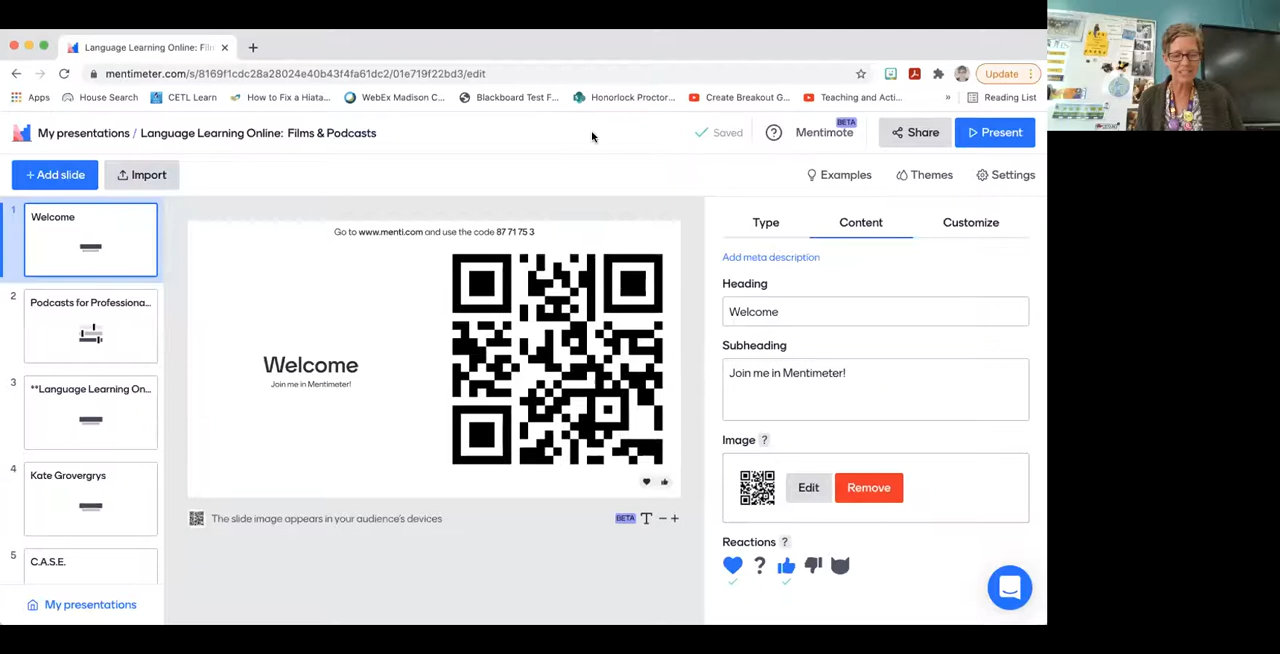 Language Learning Online: Fil
mentimeter.com/s/8169f1cdc28a28024e40b43f4fa61dc2/01e719f22bd3/edit
Update
Apps
House Search
CETL Learn
How to Fix a Hiata...
WebEx Madison C...
Blackboard Test F...
Honorlock Proctor...
Create Breakout G...
Teaching and Acti...
»
Reading List
My presentations / Language Learning Online: Films & Podcasts
Saved
?
Mentimote
BETA
Share
Present
+ Add slide
Import
Examples
Themes
Settings
1
Welcome
2
Podcasts for Professiona...
3
**Language Learning On...
4
Kate Grovergrys
5
C.A.S.E.
My presentations
Go to www.menti.com and use the code 87 71 75 3
Welcome
Join me in Mentimeter!
The slide image appears in your audience's devices
BETA T − +
Type
Content
Customize
Add meta description
Heading
Welcome
Subheading
Join me in Mentimeter!
Image ?
Edit
Remove
Reactions ?
?